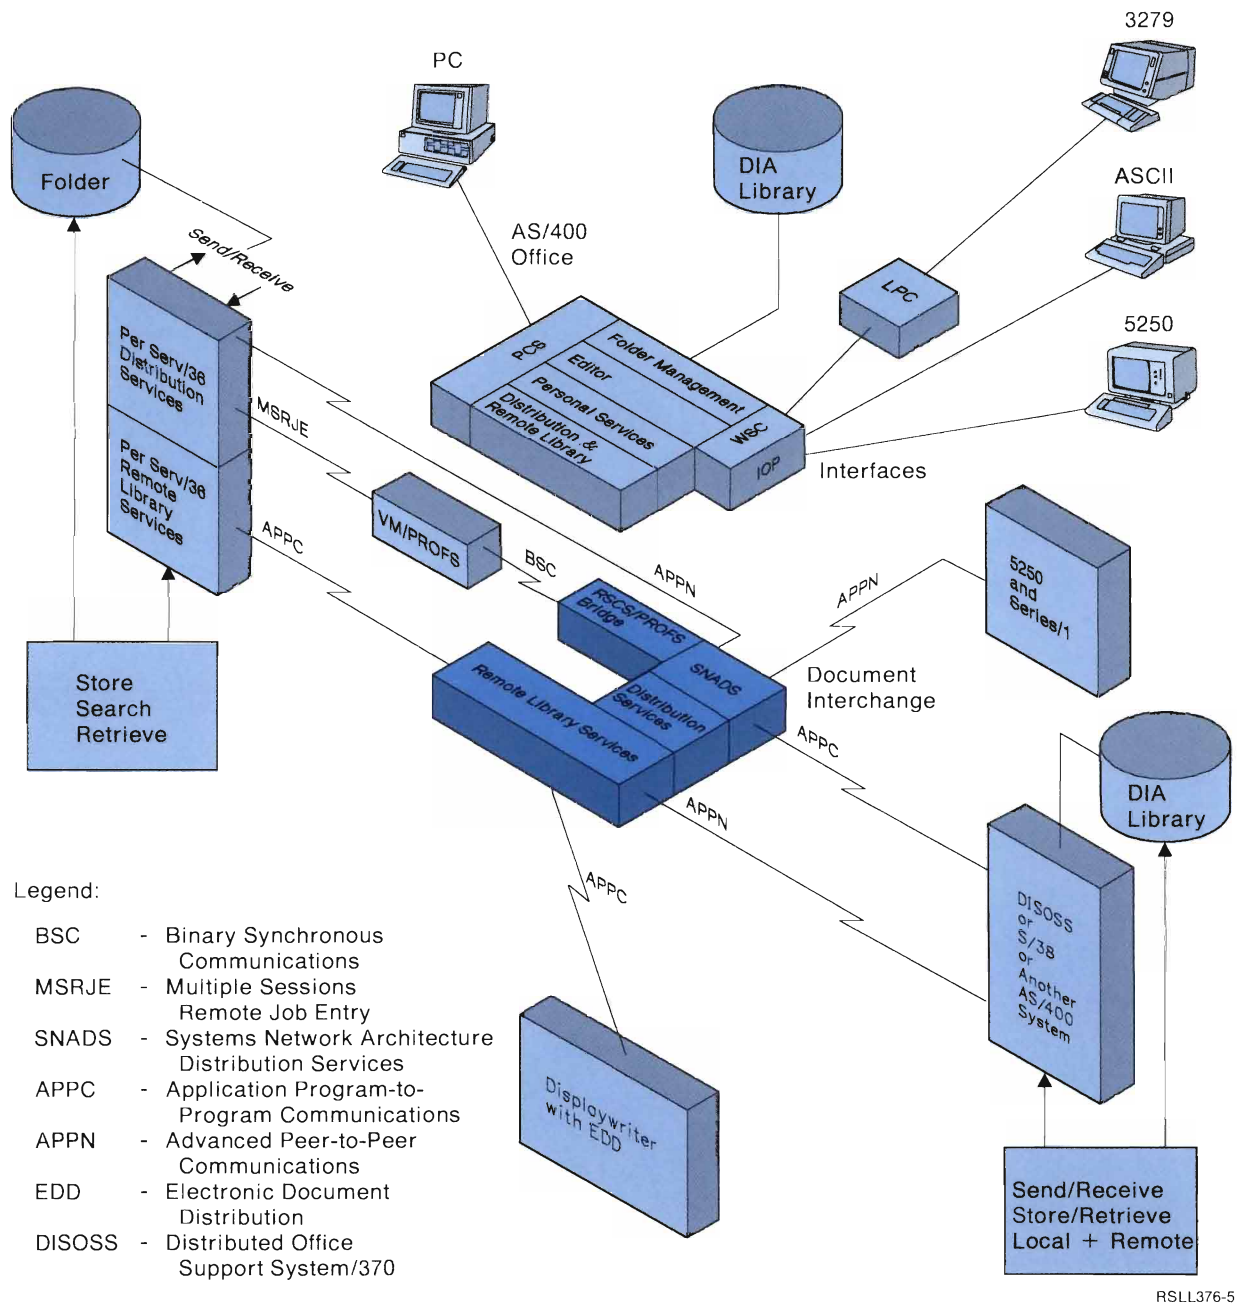 3279
PC
Folder
DIA
Library
ASCII
AS/400
Office
Send/Receive
LPC
5250
Per Serv/36
Distribution
Services
Per Serv/36
Remote
Library
Services
PCS
Folder Management
Editor
Personal Services
Distribution &
Remote Library
WSC
IOP
Interfaces
MSRJE
VM/PROFS
APPC
BSC
APPN
APPN
5250
and
Series/1
RSCS/PROFS
Bridge
SNADS
Distribution
Services
Remote Library Services
Document
Interchange
Store
Search
Retrieve
APPC
APPN
DIA
Library
APPC
DISOSS
or
S/38
or
Another
AS/400
System
Displaywriter
with EDD
Send/Receive
Store/Retrieve
Local + Remote
Legend:
BSC - Binary Synchronous
Communications
MSRJE - Multiple Sessions
Remote Job Entry
SNADS - Systems Network Architecture
Distribution Services
APPC - Application Program-to-
Program Communications
APPN - Advanced Peer-to-Peer
Communications
EDD - Electronic Document
Distribution
DISOSS - Distributed Office
Support System/370
RSLL376-5